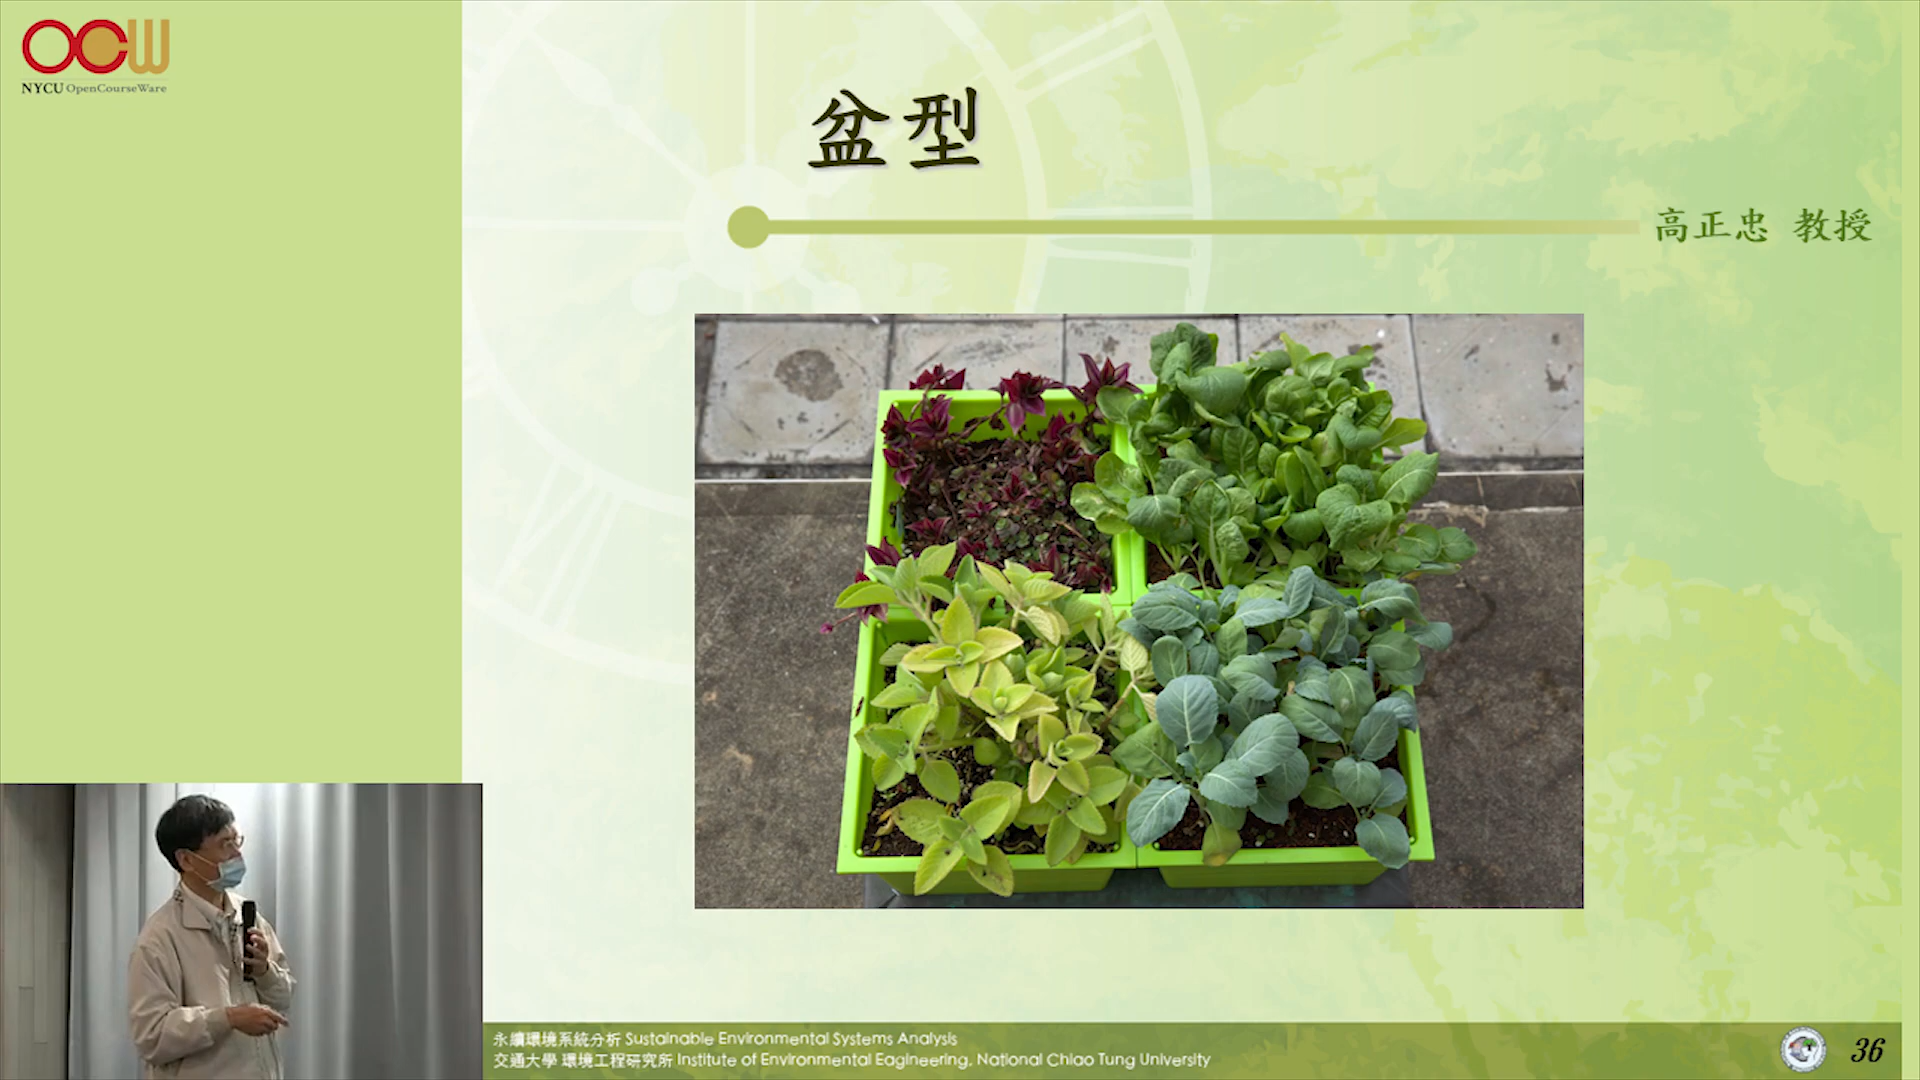 OCW
NYCU OpenCourseWare
盆型
高正忠 教授
永續環境系統分析 Sustainable Environmental Systems Analysis
交通大學 環境工程研究所 Institute of Environmental Eagineering, National Chiao Tung University
36